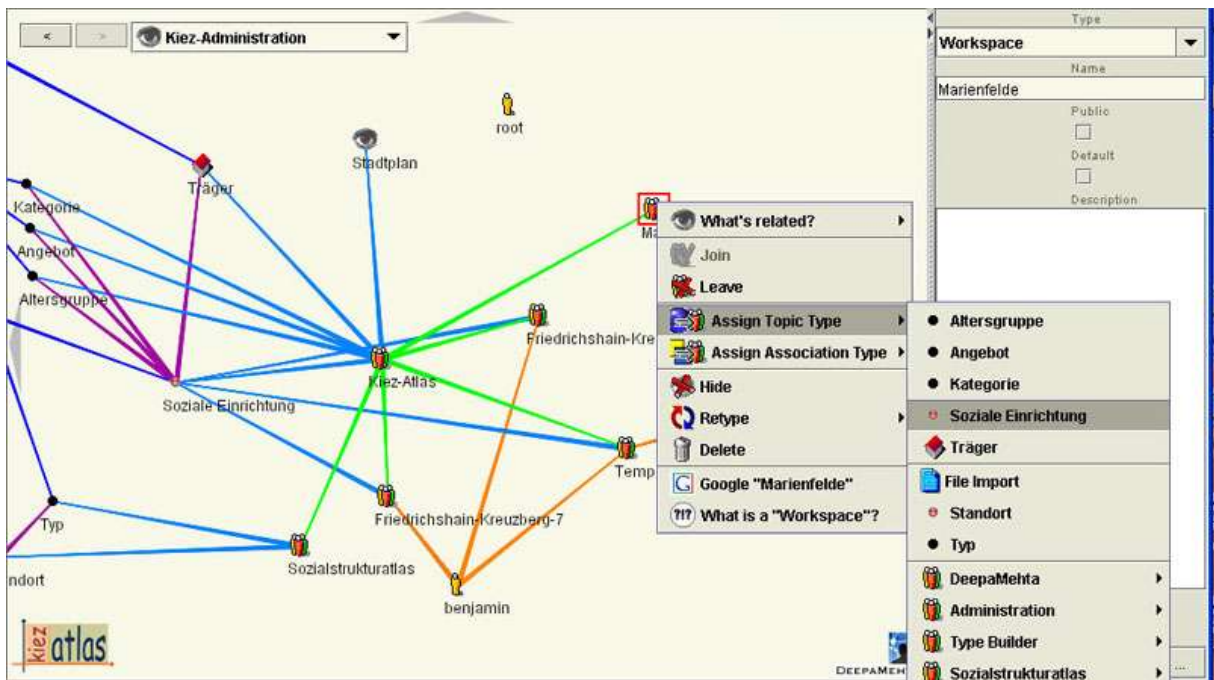 <
>
Kiez-Administration
root
Stadtplan
Träger
Kategorie
Angebot
Altersgruppe
Ma
Friedrichshain-Kre
Kiez-Atlas
Soziale Einrichtung
Temp
Friedrichshain-Kreuzberg-7
Typ
Sozialstrukturatlas
ndort
benjamin
kiez
atlas
DEEPAMEH
What's related?
Join
Leave
Assign Topic Type
Assign Association Type
Hide
Retype
Delete
G Google "Marienfelde"
?!? What is a "Workspace"?
Altersgruppe
Angebot
Kategorie
Soziale Einrichtung
Träger
File Import
Standort
Typ
DeepaMehta
Administration
Type Builder
Sozialstrukturatlas
Type
Workspace
Name
Marienfelde
Public
Default
Description
...